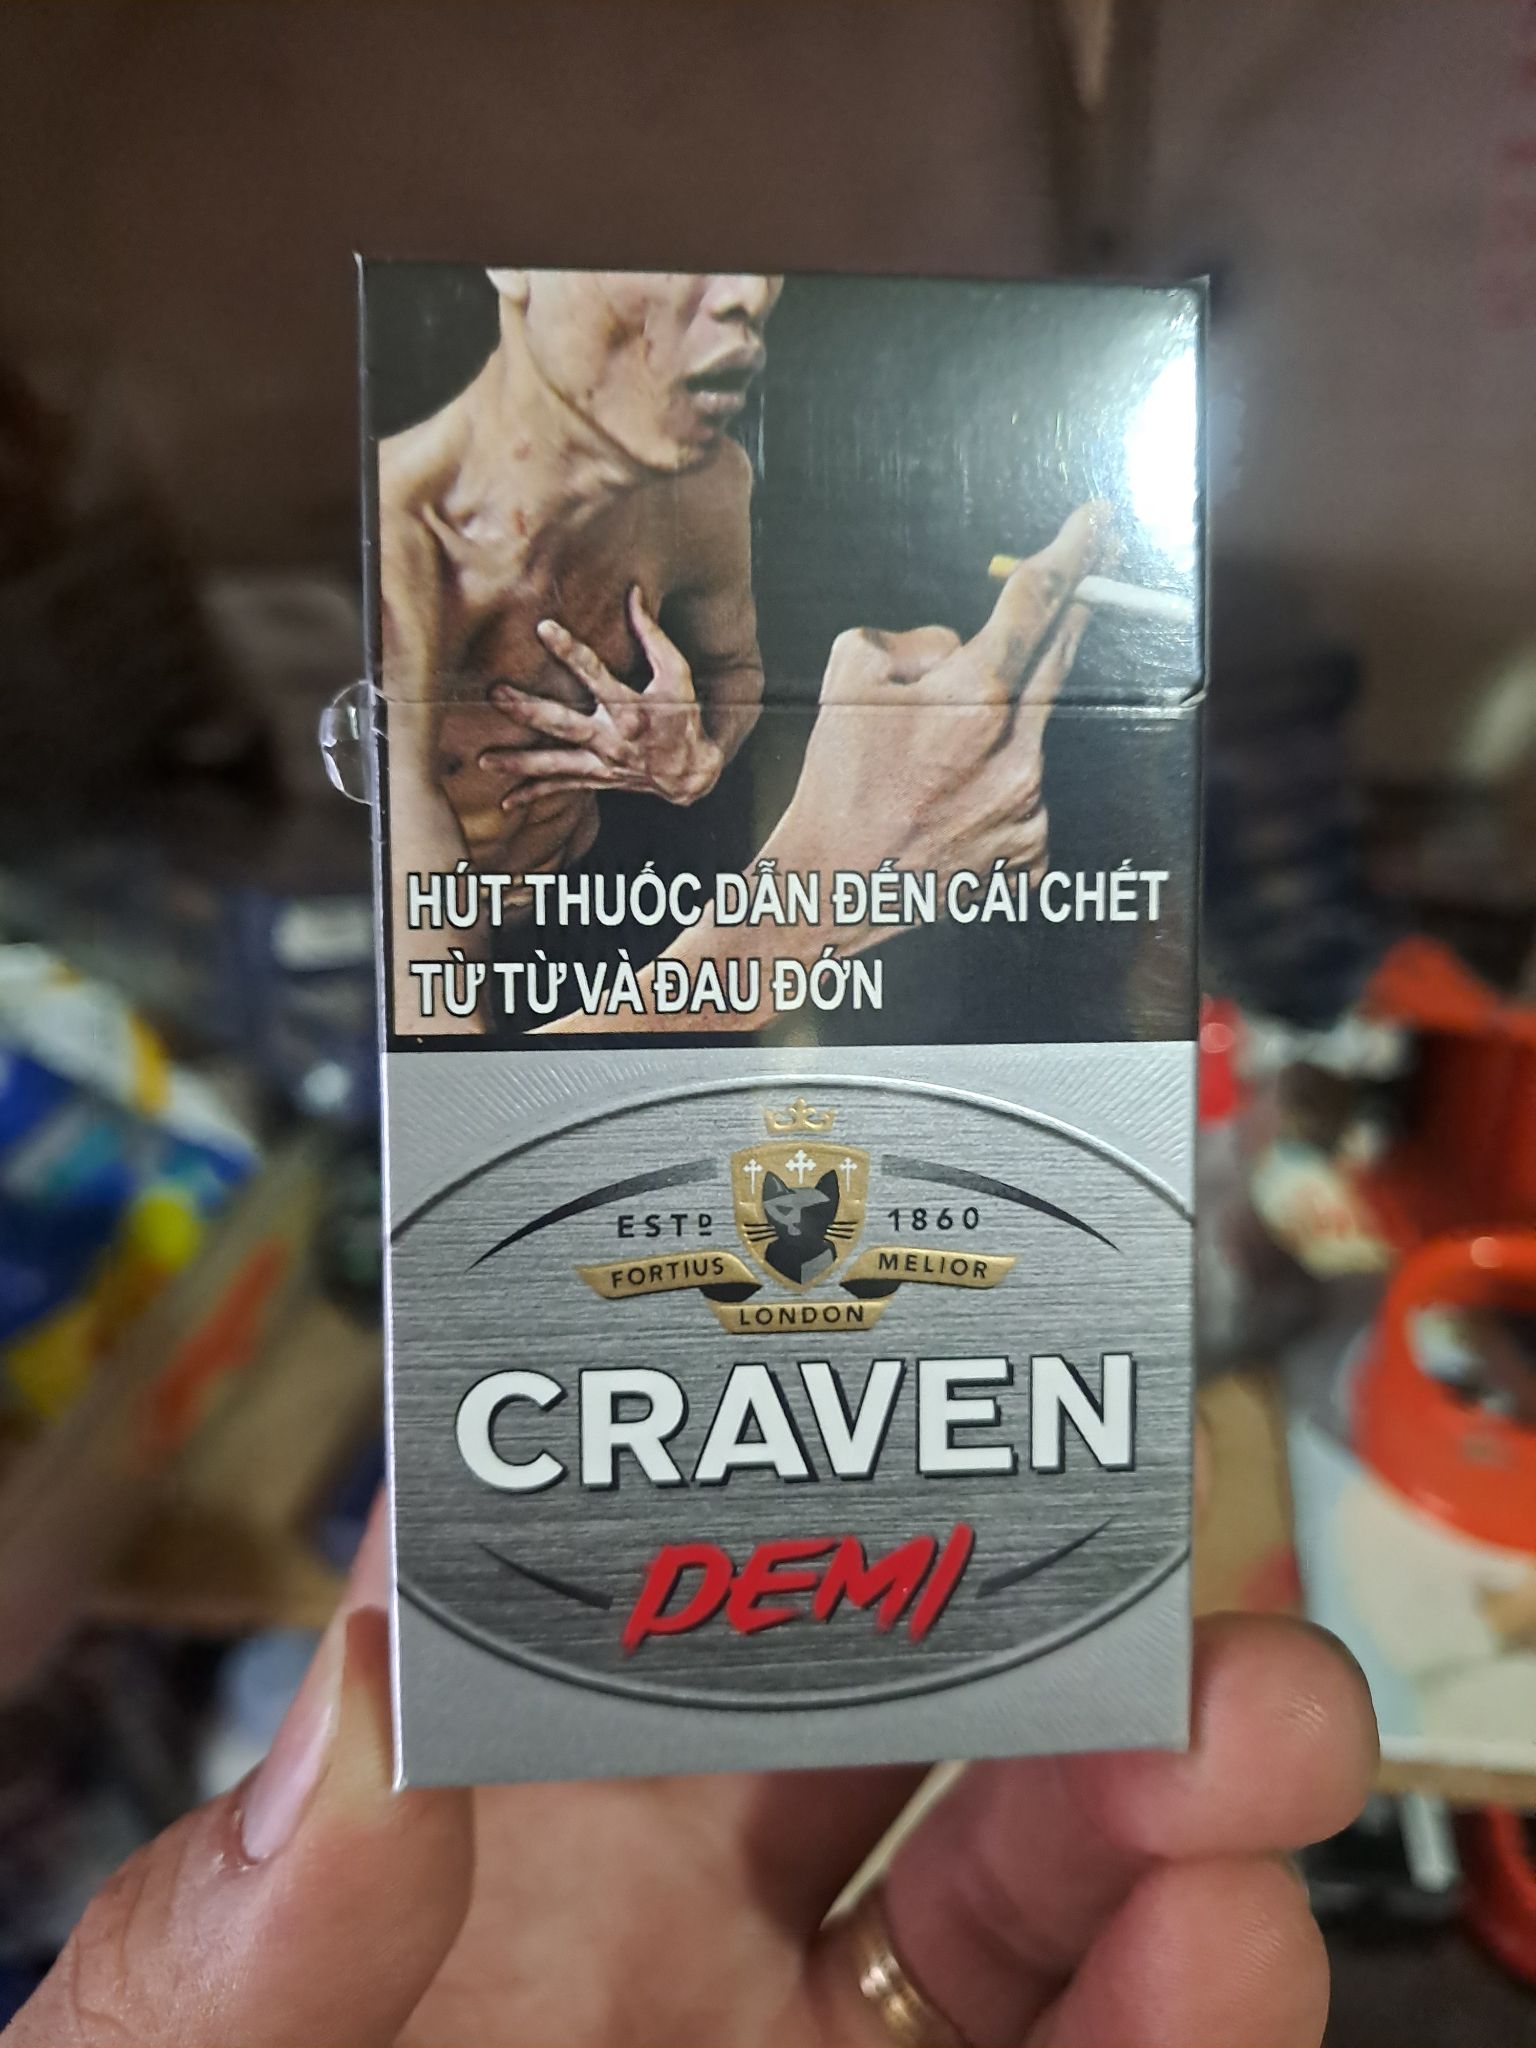 HÚT THUỐC DẪN ĐẾN CÁI CHẾT
TỪ TỪ VÀ ĐAU ĐỚN
ESTD 1860
FORTIUS MELIOR
LONDON
CRAVEN
DEMI